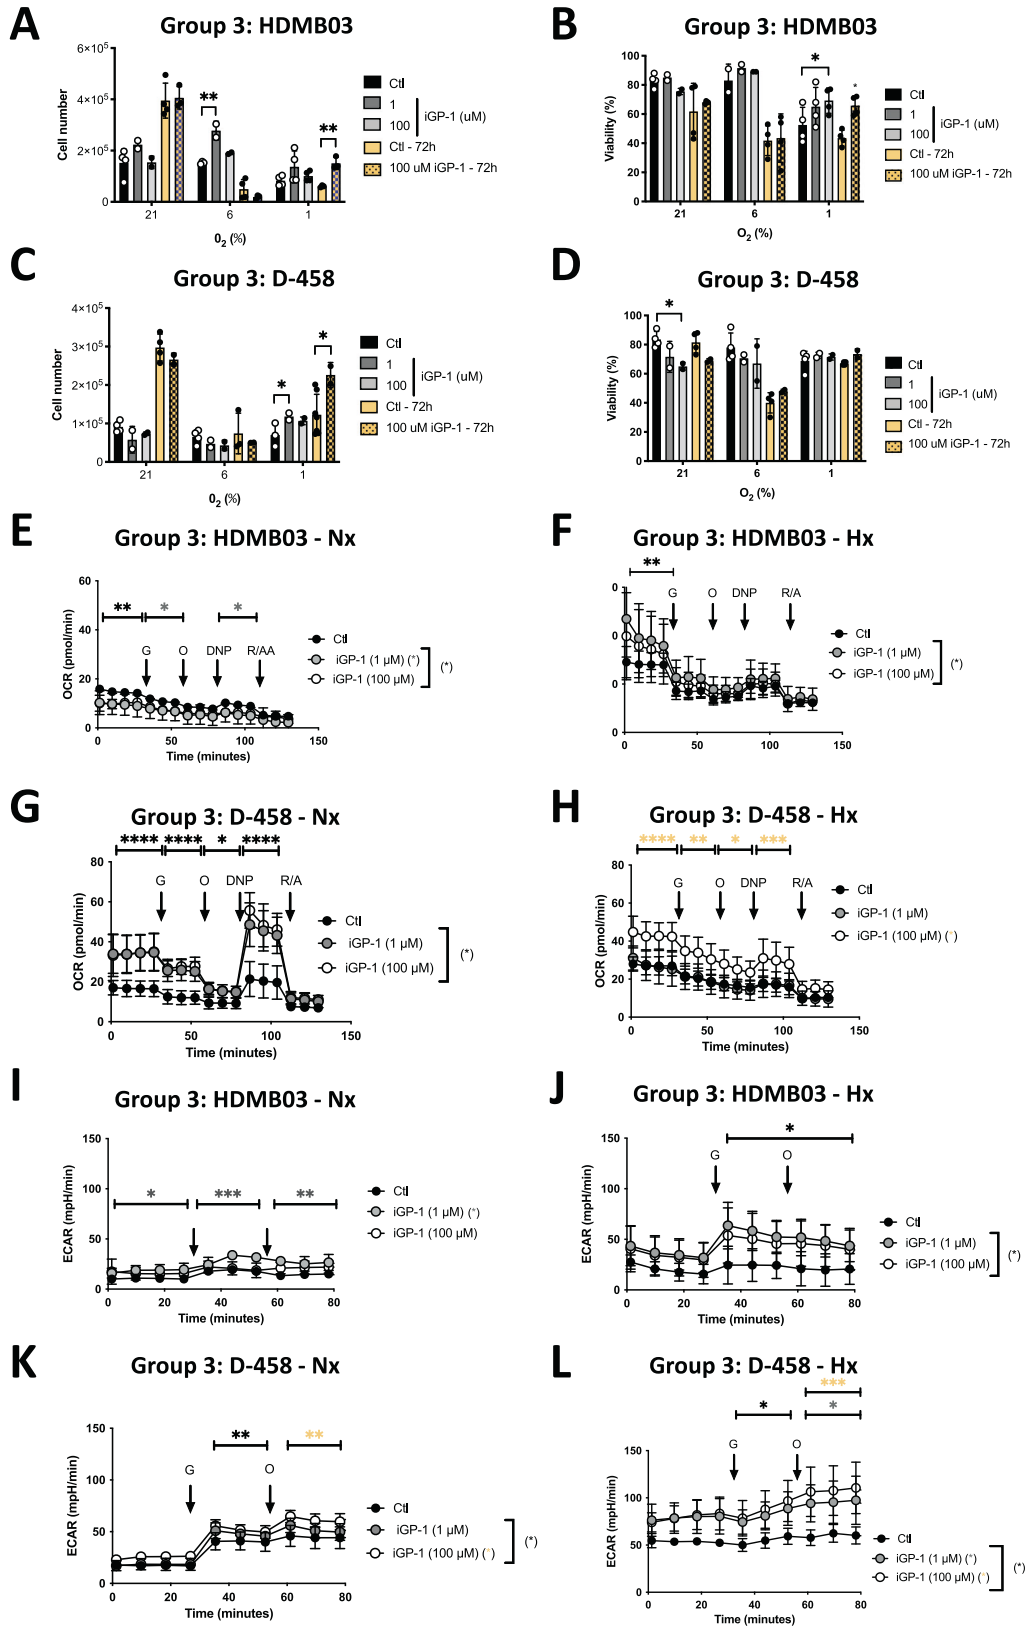 A
Group 3: HDMB03
Cell number
6×10⁵
4×10⁵
2×10⁵
0
**
**
21
6
1
0₂ (%)
Ctl
1
100
iGP-1 (uM)
Ctl - 72h
100 uM iGP-1 - 72h
B
Group 3: HDMB03
Viability (%)
100
80
60
40
20
0
*
*
21
6
1
O₂ (%)
Ctl
1
100
iGP-1 (uM)
Ctl - 72h
100 uM iGP-1 - 72h
C
Group 3: D-458
Cell number
4×10⁵
3×10⁵
2×10⁵
1×10⁵
0
*
*
21
6
1
0₂ (%)
Ctl
1
100
iGP-1 (uM)
Ctl - 72h
100 uM iGP-1 - 72h
D
Group 3: D-458
Viability (%)
100
80
60
40
20
0
*
21
6
1
O₂ (%)
Ctl
1
100
iGP-1 (uM)
Ctl - 72h
100 uM iGP-1 - 72h
E
Group 3: HDMB03 - Nx
OCR (pmol/min)
60
40
20
0
** * *
G O DNP R/AA
0 50 100 150
Time (minutes)
Ctl
iGP-1 (1 µM) (*)
iGP-1 (100 µM)
(*)
F
Group 3: HDMB03 - Hx
0
0
0
0
**
G O DNP R/A
0 50 100 150
Time (minutes)
Ctl
iGP-1 (1 µM)
iGP-1 (100 µM)
(*)
G
Group 3: D-458 - Nx
OCR (pmol/min)
80
60
40
20
0
**** **** * ****
G O DNP R/A
0 50 100 150
Time (minutes)
Ctl
iGP-1 (1 µM)
iGP-1 (100 µM)
(*)
H
Group 3: D-458 - Hx
OCR (pmol/min)
80
60
40
20
0
**** ** * ***
G O DNP R/A
0 50 100 150
Time (minutes)
Ctl
iGP-1 (1 µM)
iGP-1 (100 µM) (*)
I
Group 3: HDMB03 - Nx
ECAR (mpH/min)
150
100
50
0
* *** **
0 20 40 60 80
Time (minutes)
Ctl
iGP-1 (1 µM) (*)
iGP-1 (100 µM)
J
Group 3: HDMB03 - Hx
ECAR (mpH/min)
150
100
50
0
*
G O
0 20 40 60 80
Time (minutes)
Ctl
iGP-1 (1 µM)
iGP-1 (100 µM)
(*)
K
Group 3: D-458 - Nx
ECAR (mpH/min)
150
100
50
0
** **
G O
0 20 40 60 80
Time (minutes)
Ctl
iGP-1 (1 µM)
iGP-1 (100 µM) (*)
(*)
L
Group 3: D-458 - Hx
ECAR (mpH/min)
150
100
50
0
***
* *
G O
0 20 40 60 80
Time (minutes)
Ctl
iGP-1 (1 µM) (*)
iGP-1 (100 µM) (*)
(*)